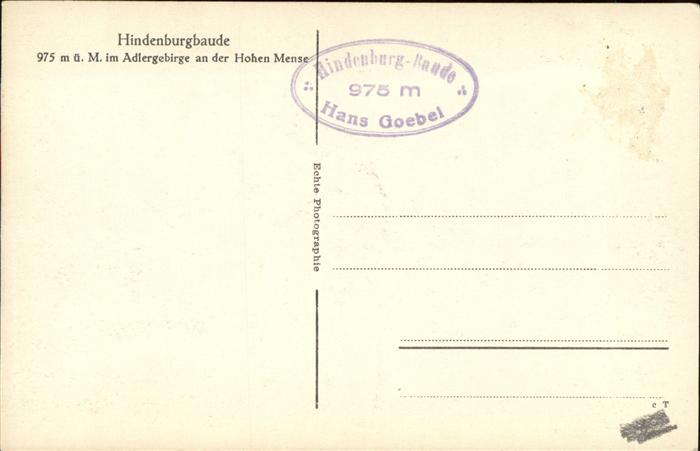 Hindenburgbaude
975 m ü. M. im Adlergebirge an der Hohen Mense
Hindenburg-Baude
975 m
Hans Goebel
Echte Photographie
c T